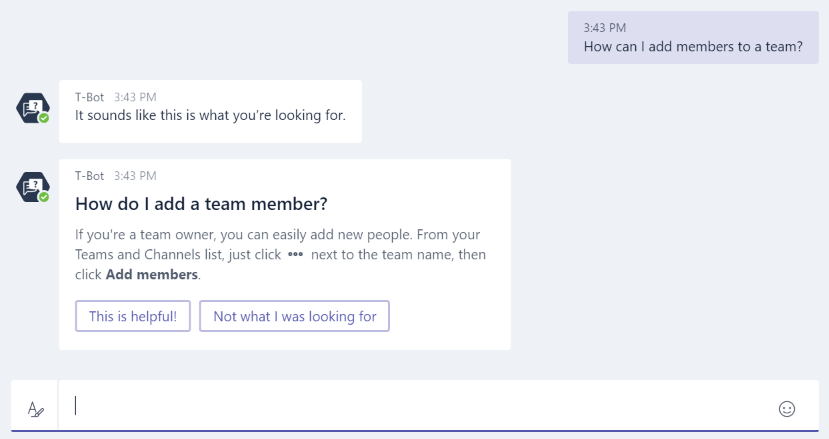 3:43 PM
How can I add members to a team?
T-Bot 3:43 PM
It sounds like this is what you're looking for.
T-Bot 3:43 PM
How do I add a team member?
If you're a team owner, you can easily add new people. From your
Teams and Channels list, just click ••• next to the team name, then
click Add members.
This is helpful!
Not what I was looking for